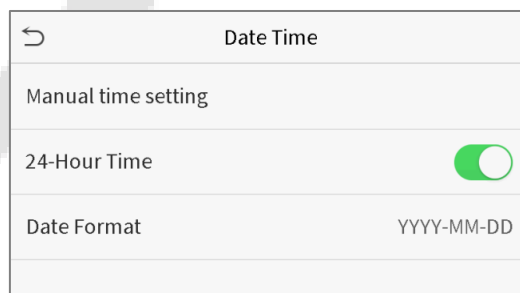 Date Time
Manual time setting
24-Hour Time
Date Format YYYY-MM-DD